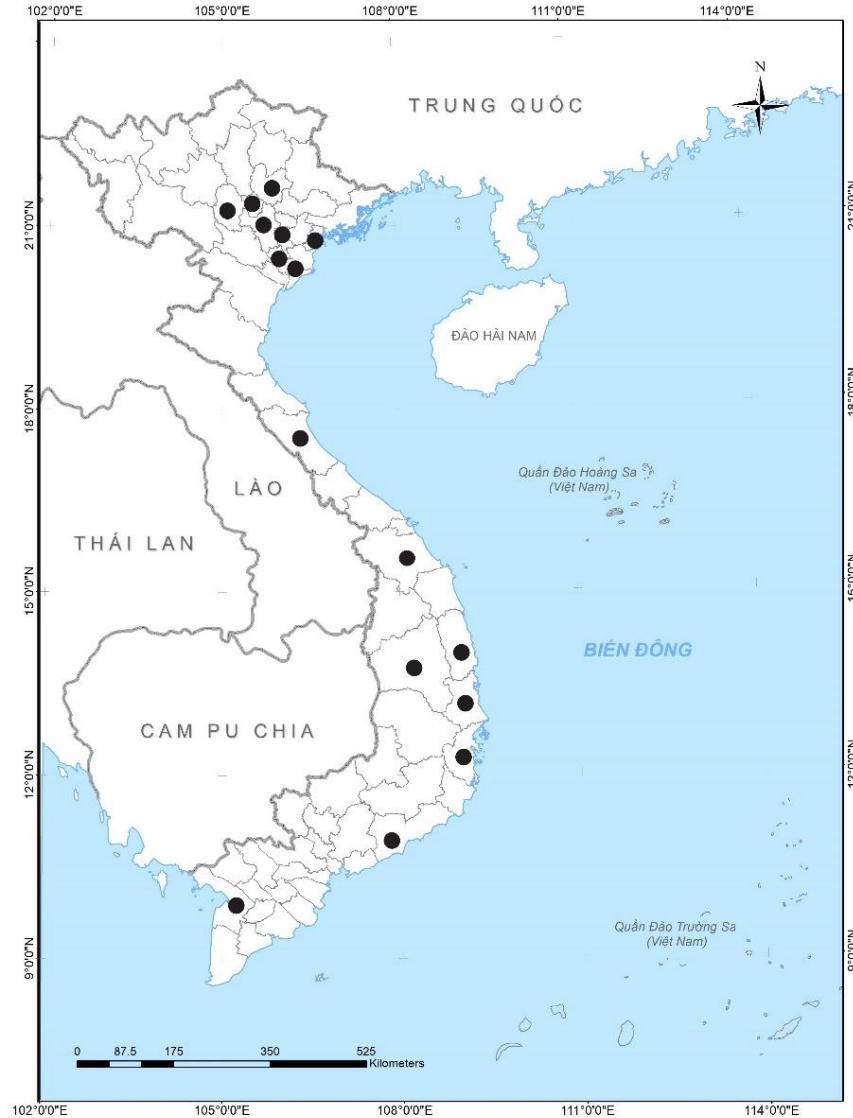 102°0'0"E 105°0'0"E 108°0'0"E 111°0'0"E 114°0'0"E
N
TRUNG QUỐC
21°0'0"N 21°0'0"N
ĐẢO HẢI NAM
18°0'0"N 18°0'0"N
Quần Đảo Hoàng Sa
(Việt Nam)
LÀO
THÁI LAN
15°0'0"N 15°0'0"N
BIỂN ĐÔNG
CAM PU CHIA
12°0'0"N 12°0'0"N
Quần Đảo Trường Sa
(Việt Nam)
9°0'0"N 9°0'0"N
0 87.5 175 350 525
Kilometers
102°0'0"E 105°0'0"E 108°0'0"E 111°0'0"E 114°0'0"E